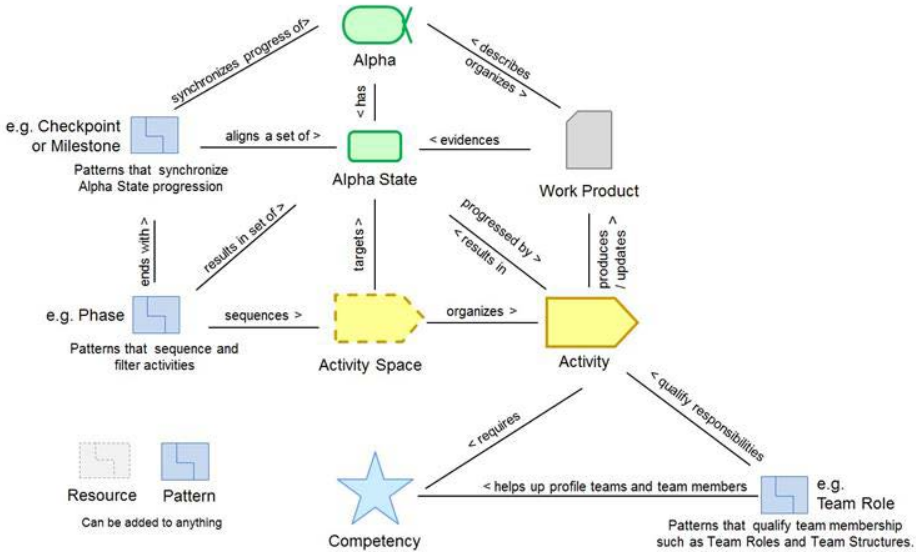 synchronizes progress of>
Alpha
< describes
organizes >
< has
e.g. Checkpoint
or Milestone
aligns a set of >
< evidences
Patterns that synchronize
Alpha State progression
Alpha State
Work Product
ends with >
results in set of >
targets >
progressed by >
< results in
produces >
/ updates
e.g. Phase
sequences >
organizes >
Patterns that sequence and
filter activities
Activity Space
Activity
< requires
< qualify responsibilities
Resource
Pattern
Can be added to anything
< helps up profile teams and team members
e.g.
Team Role
Competency
Patterns that qualify team membership
such as Team Roles and Team Structures.